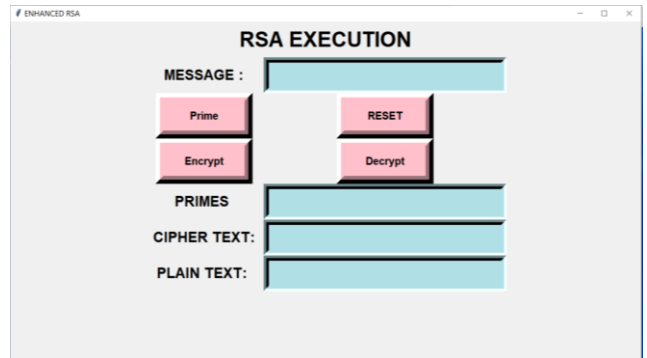 ENHANCED RSA
RSA EXECUTION
MESSAGE :
Prime RESET
Encrypt Decrypt
PRIMES
CIPHER TEXT:
PLAIN TEXT: